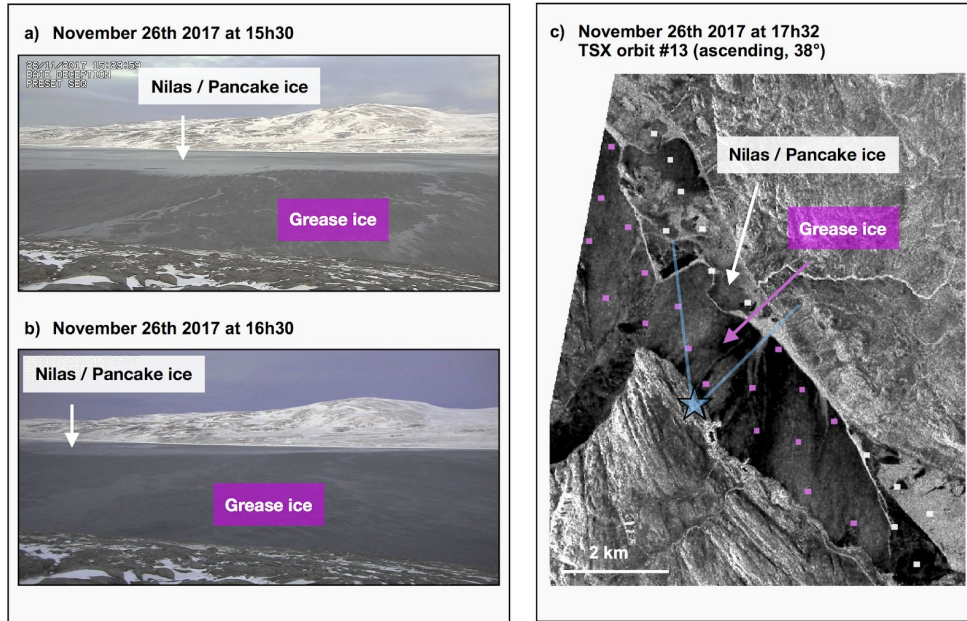 a) November 26th 2017 at 15h30
26/11/2017 15:29:59
BAIE DECEPTION
PRESET SEQ
Nilas / Pancake ice
Grease ice
b) November 26th 2017 at 16h30
Nilas / Pancake ice
Grease ice
c) November 26th 2017 at 17h32
TSX orbit #13 (ascending, 38°)
Nilas / Pancake ice
Grease ice
2 km